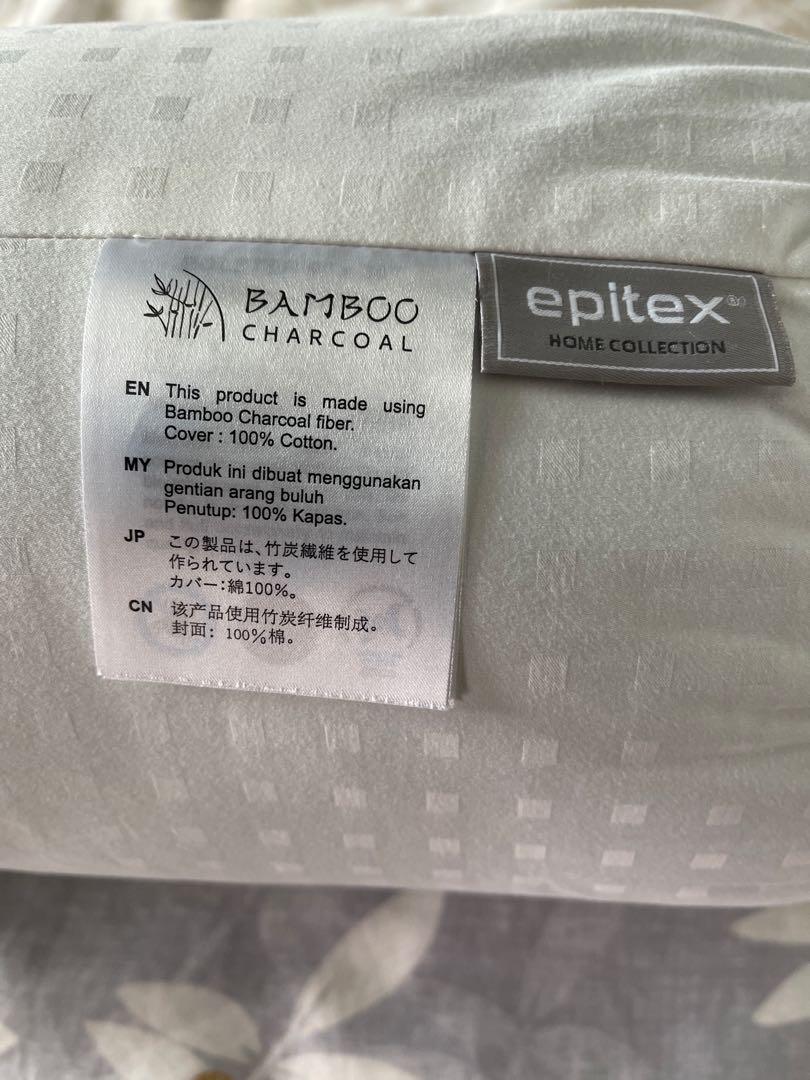 BAMBOO
CHARCOAL
EN This product is made using
Bamboo Charcoal fiber.
Cover : 100% Cotton.
MY Produk ini dibuat menggunakan
gentian arang buluh
Penutup: 100% Kapas.
JP この製品は、竹炭繊維を使用して
作られています。
カバー：綿100%。
CN 该产品使用竹炭纤维制成。
封面：100%棉。
epitex
HOME COLLECTION